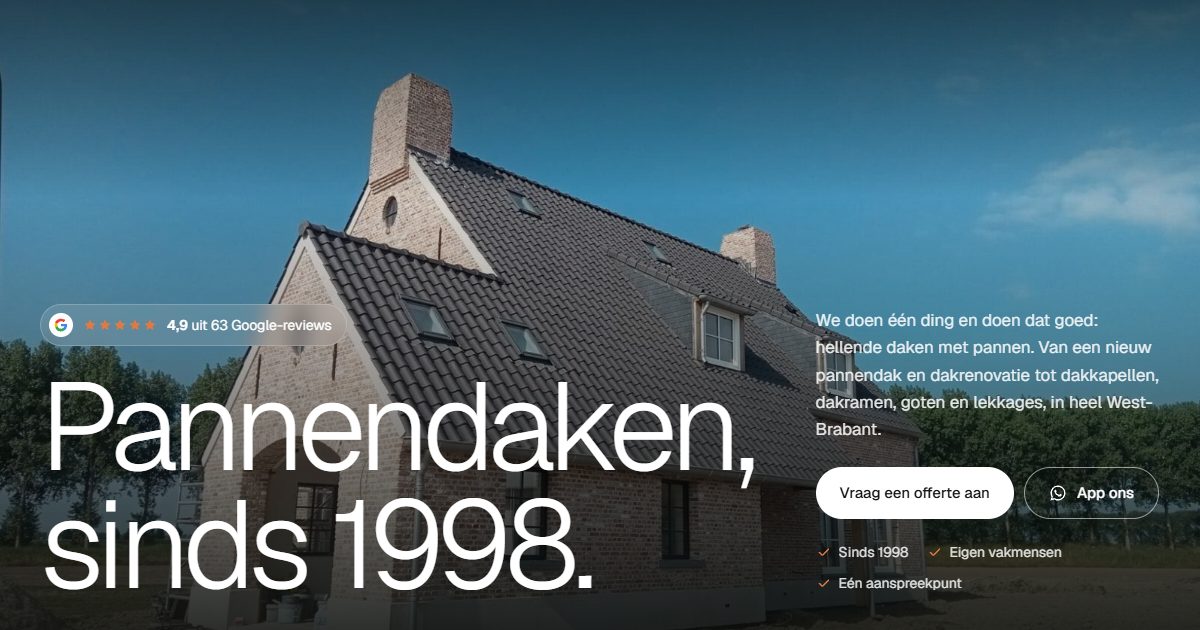 4,9 uit 63 Google-reviews
Pannendaken,
sinds 1998.
We doen één ding en doen dat goed:
hellende daken met pannen. Van een nieuw
pannendak en dakrenovatie tot dakkapellen,
dakramen, goten en lekkages, in heel West-
Brabant.
Vraag een offerte aan
App ons
Sinds 1998
Eigen vakmensen
Eén aanspreekpunt